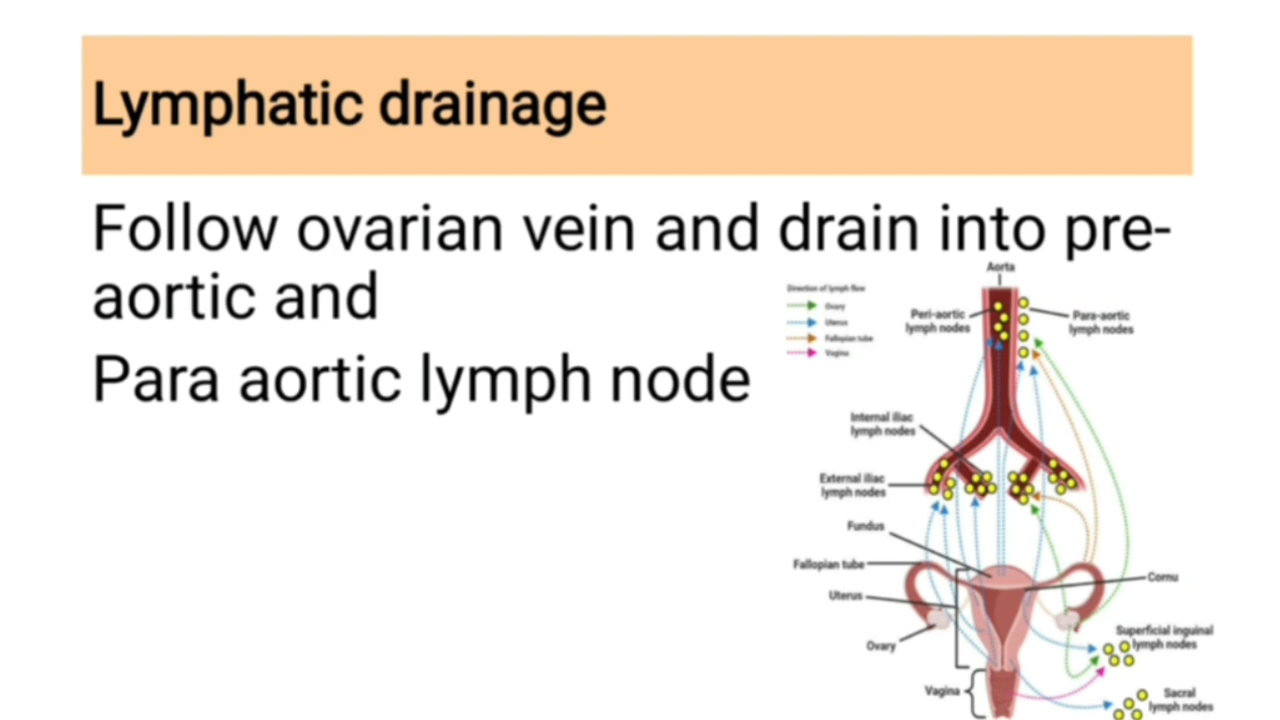 Lymphatic drainage
Follow ovarian vein and drain into pre-
aortic and
Para aortic lymph node
Aorta
Direction of lymph flow
Ovary
Uterus
Fallopian tube
Vagina
Peri-aortic
lymph nodes
Para-aortic
lymph nodes
Internal iliac
lymph nodes
External iliac
lymph nodes
Fundus
Fallopian tube
Cornu
Uterus
Ovary
Superficial inguinal
lymph nodes
Vagina
Sacral
lymph nodes